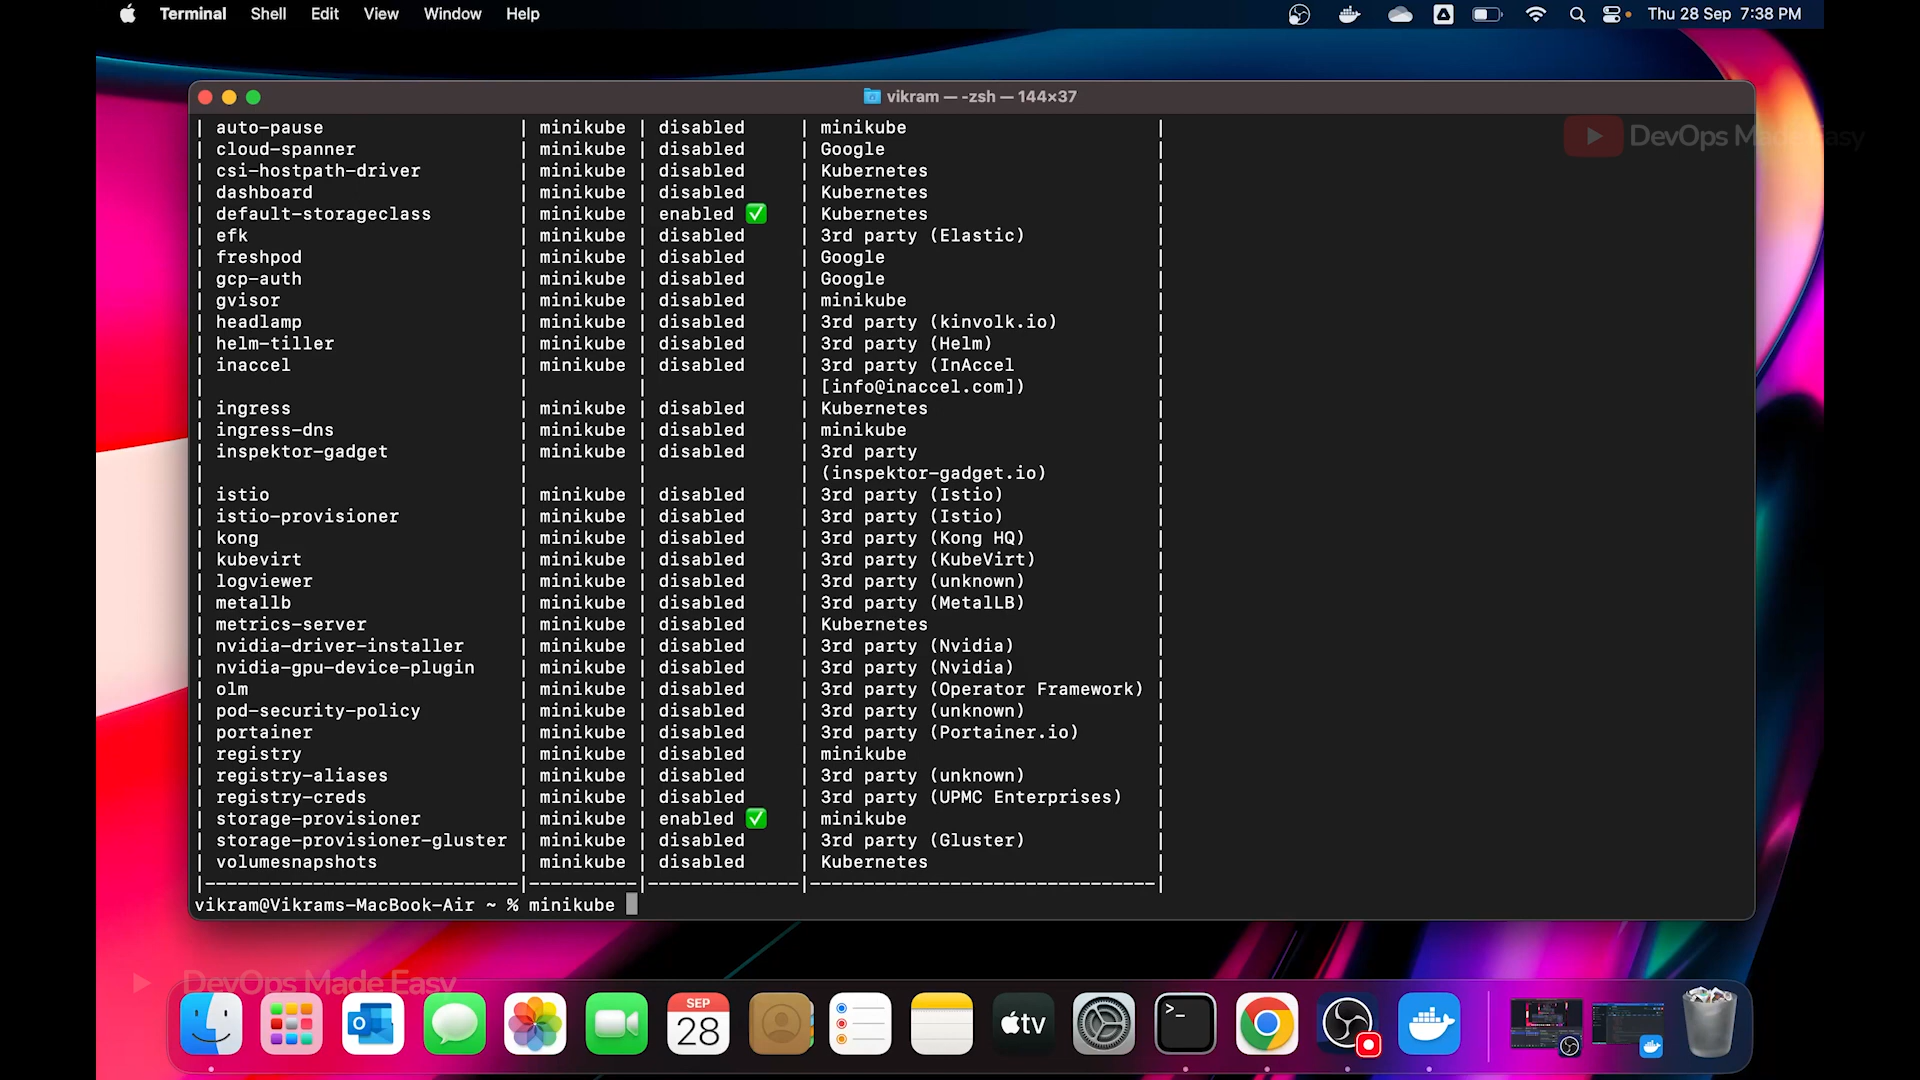 Terminal Shell Edit View Window Help Thu 28 Sep 7:38 PM
vikram — -zsh — 144×37
DevOps Made Easy
| auto-pause | minikube | disabled | minikube |
| cloud-spanner | minikube | disabled | Google |
| csi-hostpath-driver | minikube | disabled | Kubernetes |
| dashboard | minikube | disabled | Kubernetes |
| default-storageclass | minikube | enabled ✅ | Kubernetes |
| efk | minikube | disabled | 3rd party (Elastic) |
| freshpod | minikube | disabled | Google |
| gcp-auth | minikube | disabled | Google |
| gvisor | minikube | disabled | minikube |
| headlamp | minikube | disabled | 3rd party (kinvolk.io) |
| helm-tiller | minikube | disabled | 3rd party (Helm) |
| inaccel | minikube | disabled | 3rd party (InAccel |
| | | | [info@inaccel.com]) |
| ingress | minikube | disabled | Kubernetes |
| ingress-dns | minikube | disabled | minikube |
| inspektor-gadget | minikube | disabled | 3rd party |
| | | | (inspektor-gadget.io) |
| istio | minikube | disabled | 3rd party (Istio) |
| istio-provisioner | minikube | disabled | 3rd party (Istio) |
| kong | minikube | disabled | 3rd party (Kong HQ) |
| kubevirt | minikube | disabled | 3rd party (KubeVirt) |
| logviewer | minikube | disabled | 3rd party (unknown) |
| metallb | minikube | disabled | 3rd party (MetalLB) |
| metrics-server | minikube | disabled | Kubernetes |
| nvidia-driver-installer | minikube | disabled | 3rd party (Nvidia) |
| nvidia-gpu-device-plugin | minikube | disabled | 3rd party (Nvidia) |
| olm | minikube | disabled | 3rd party (Operator Framework) |
| pod-security-policy | minikube | disabled | 3rd party (unknown) |
| portainer | minikube | disabled | 3rd party (Portainer.io) |
| registry | minikube | disabled | minikube |
| registry-aliases | minikube | disabled | 3rd party (unknown) |
| registry-creds | minikube | disabled | 3rd party (UPMC Enterprises) |
| storage-provisioner | minikube | enabled ✅ | minikube |
| storage-provisioner-gluster | minikube | disabled | 3rd party (Gluster) |
| volumesnapshots | minikube | disabled | Kubernetes |
|-----------------------------|----------|--------------|--------------------------------|
vikram@Vikrams-MacBook-Air ~ % minikube
DevOps Made Easy
SEP
28
tv
>_